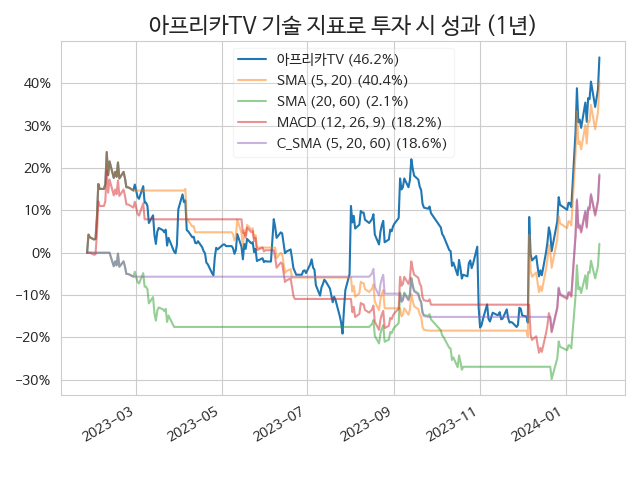 아프리카TV 기술 지표로 투자 시 성과 (1년)
아프리카TV (46.2%)
SMA (5, 20) (40.4%)
SMA (20, 60) (2.1%)
MACD (12, 26, 9) (18.2%)
C_SMA (5, 20, 60) (18.6%)
40%
30%
20%
10%
0%
−10%
−20%
−30%
2023−03
2023−05
2023−07
2023−09
2023−11
2024−01